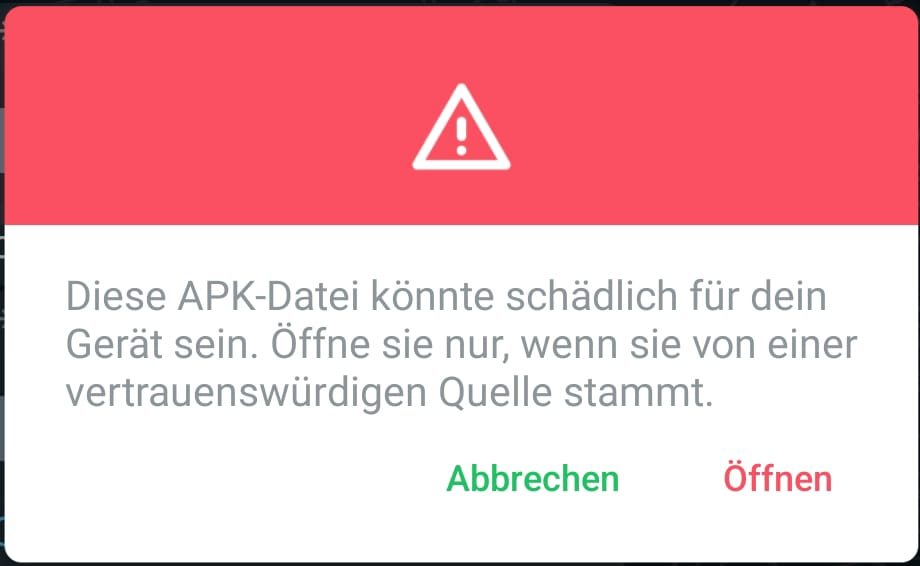 Diese APK-Datei könnte schädlich für dein
Gerät sein. Öffne sie nur, wenn sie von einer
vertrauenswürdigen Quelle stammt.
Abbrechen Öffnen